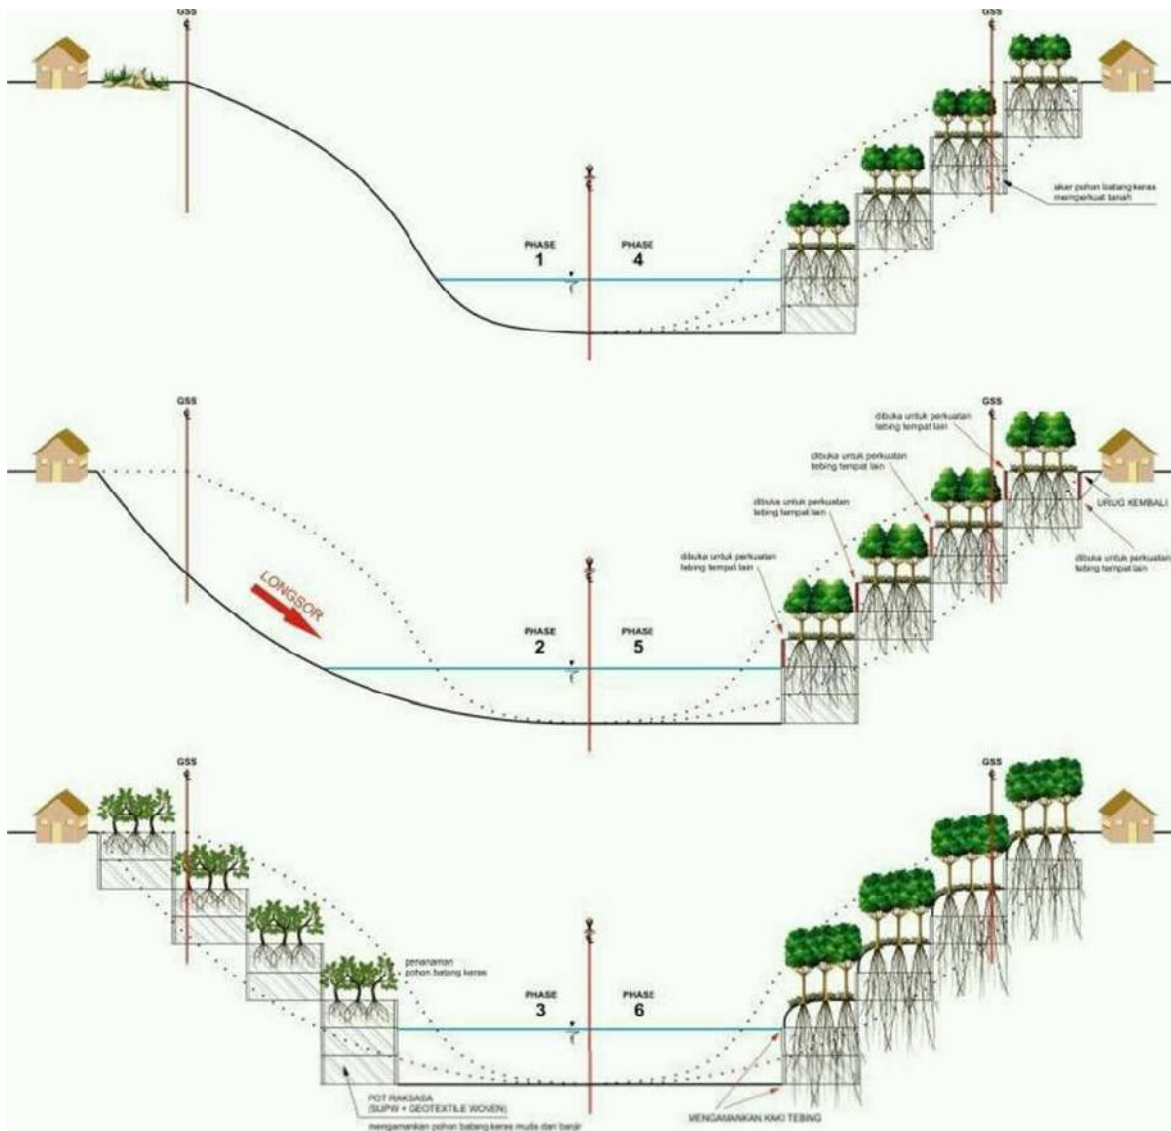 GSS
GSS
akar pohon batang keras
memperkuat tanah
PHASE
1
PHASE
4
GSS
GSS
dibuka untuk perkuatan
tebing tempat lain
dibuka untuk perkuatan
tebing tempat lain
dibuka untuk perkuatan
tebing tempat lain
URUG KEMBALI
dibuka untuk perkuatan
tebing tempat lain
dibuka untuk perkuatan
tebing tempat lain
LONGSOR
PHASE
2
PHASE
5
GSS
GSS
penanaman
pohon batang keras
PHASE
3
PHASE
6
POT RAKSASA
(SUPW + GEOTEXTILE WOVEN)
mengamankan pohon batang keras muda dari banjir
MENGAMANKAN KAKI TEBING